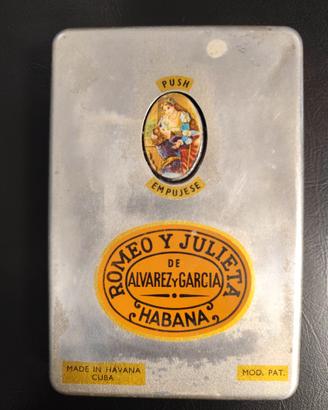 PUSH
EMPUJESE
ROMEO Y JULIETA
DE
ALVAREZ Y GARCIA
HABANA
MADE IN HAVANA
CUBA
MOD. PAT.